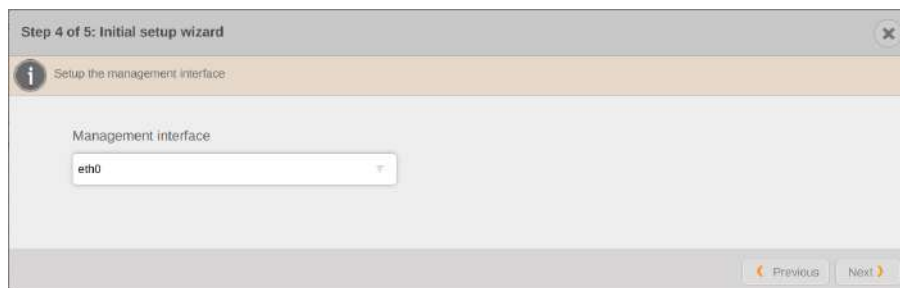 Step 4 of 5: Initial setup wizard
Setup the management interface
Management interface
eth0
Previous
Next